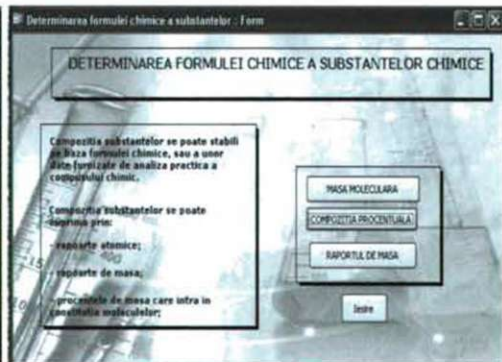 Determinarea formulei chimice a substantelor : Form
DETERMINAREA FORMULEI CHIMICE A SUBSTANTELOR CHIMICE
Compozitia substantelor se poate stabili
pe baza formulei chimice, sau a unor
date furnizate de analiza practica a
compusului chimic.
Compozitia substantelor se poate
exprima prin:
- rapoarte atomice;
- rapoarte de masa;
- procentele de masa care intra in
constitutia moleculelor;
MASA MOLECULARA
COMPOZITIA PROCENTUALA
RAPORTUL DE MASA
Iesire